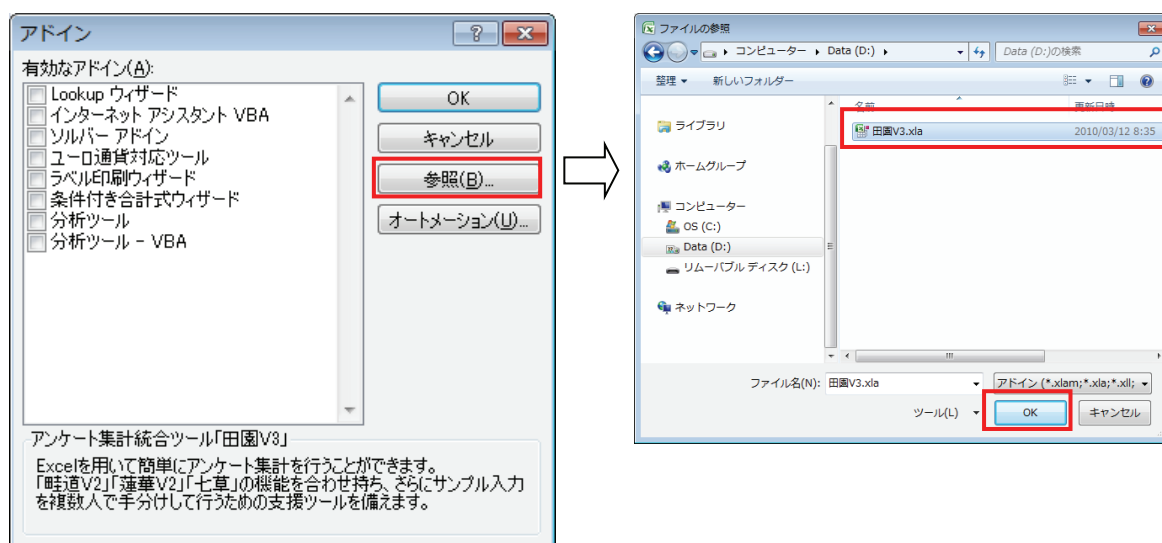 アドイン
有効なアドイン(A):
Lookup ウィザード
インターネット アシスタント VBA
ソルバー アドイン
ユーロ通貨対応ツール
ラベル印刷ウィザード
条件付き合計式ウィザード
分析ツール
分析ツール - VBA
OK
キャンセル
参照(B)...
オートメーション(U)...
アンケート集計統合ツール「田園V3」
Excelを用いて簡単にアンケート集計を行うことができます。
「畦道V2」「蓮華V2」「七草」の機能を合わせ持ち、さらにサンプル入力
を複数人で手分けして行うための支援ツールを備えます。
ファイルの参照
コンピューター Data (D:)
Data (D:)の検索
整理 新しいフォルダー
名前 更新日時
田園V3.xla 2010/03/12 8:35
ライブラリ
ホームグループ
コンピューター
OS (C:)
Data (D:)
リムーバブル ディスク (L:)
ネットワーク
ファイル名(N): 田園V3.xla
アドイン (*.xlam;*.xla;*.xll;
ツール(L) OK キャンセル